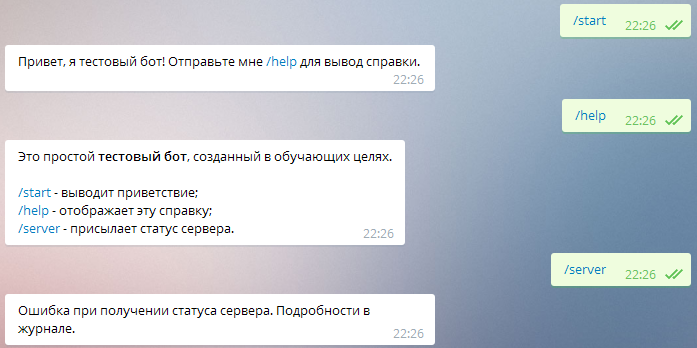 /start
22:26
Привет, я тестовый бот! Отправьте мне /help для вывод справки.
22:26
/help
22:26
Это простой тестовый бот, созданный в обучающих целях.
/start - выводит приветствие;
/help - отображает эту справку;
/server - присылает статус сервера.
22:26
/server
22:26
Ошибка при получении статуса сервера. Подробности в
журнале.
22:26